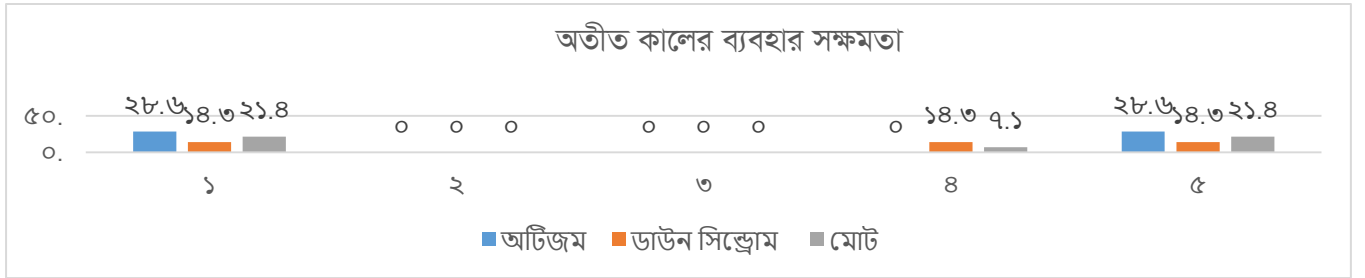 অতীত কালের ব্যবহার সক্ষমতা
২৮.৬ ১৪.৩ ২১.৪ ০ ০ ০ ০ ০ ০ ০ ১৪.৩ ৭.১ ২৮.৬ ১৪.৩ ২১.৪
৫০.
০.
১ ২ ৩ ৪ ৫
অটিজম ডাউন সিন্ড্রোম মোট